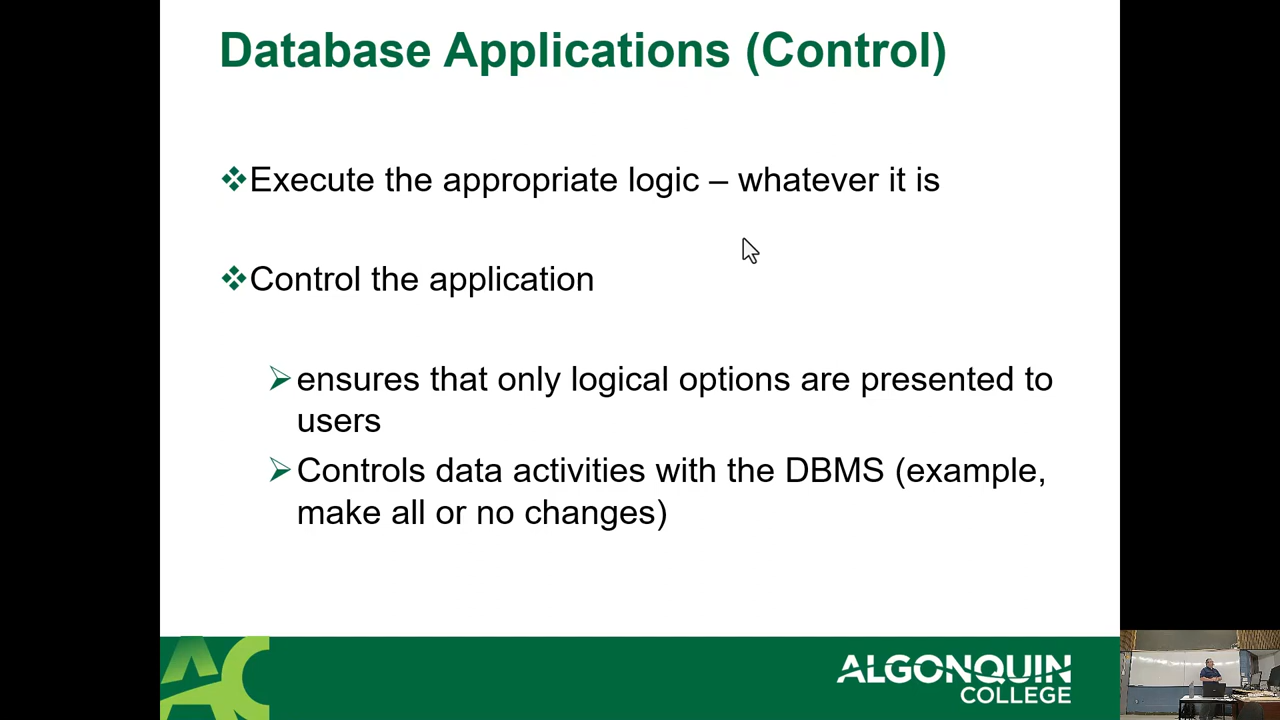 Database Applications (Control)
Execute the appropriate logic – whatever it is
Control the application
ensures that only logical options are presented to
users
Controls data activities with the DBMS (example,
make all or no changes)
AC
ALGONQUIN
COLLEGE